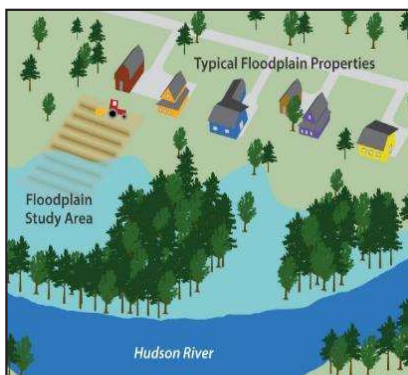 Typical Floodplain Properties
Floodplain
Study Area
Hudson River